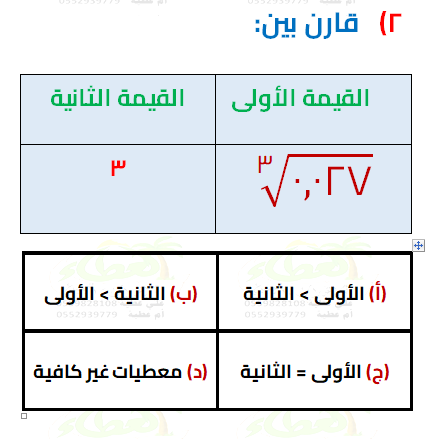 ٢) قارن بين:
القيمة الأولى القيمة الثانية
٣√٠,٠٢٧ ٣
(أ) الأولى < الثانية (ب) الثانية < الأولى
0552939779
(ج) الأولى = الثانية (د) معطيات غير كافية